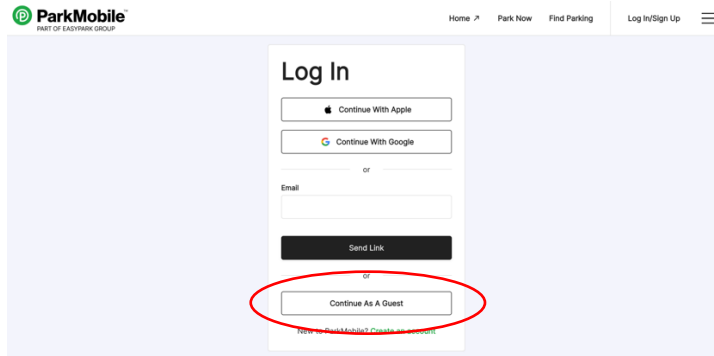 ParkMobile™
PART OF EASYPARK GROUP
Home ↗ Park Now Find Parking Log In/Sign Up
Log In
Continue With Apple
Continue With Google
or
Email
Send Link
or
Continue As A Guest
New to ParkMobile? Create an account